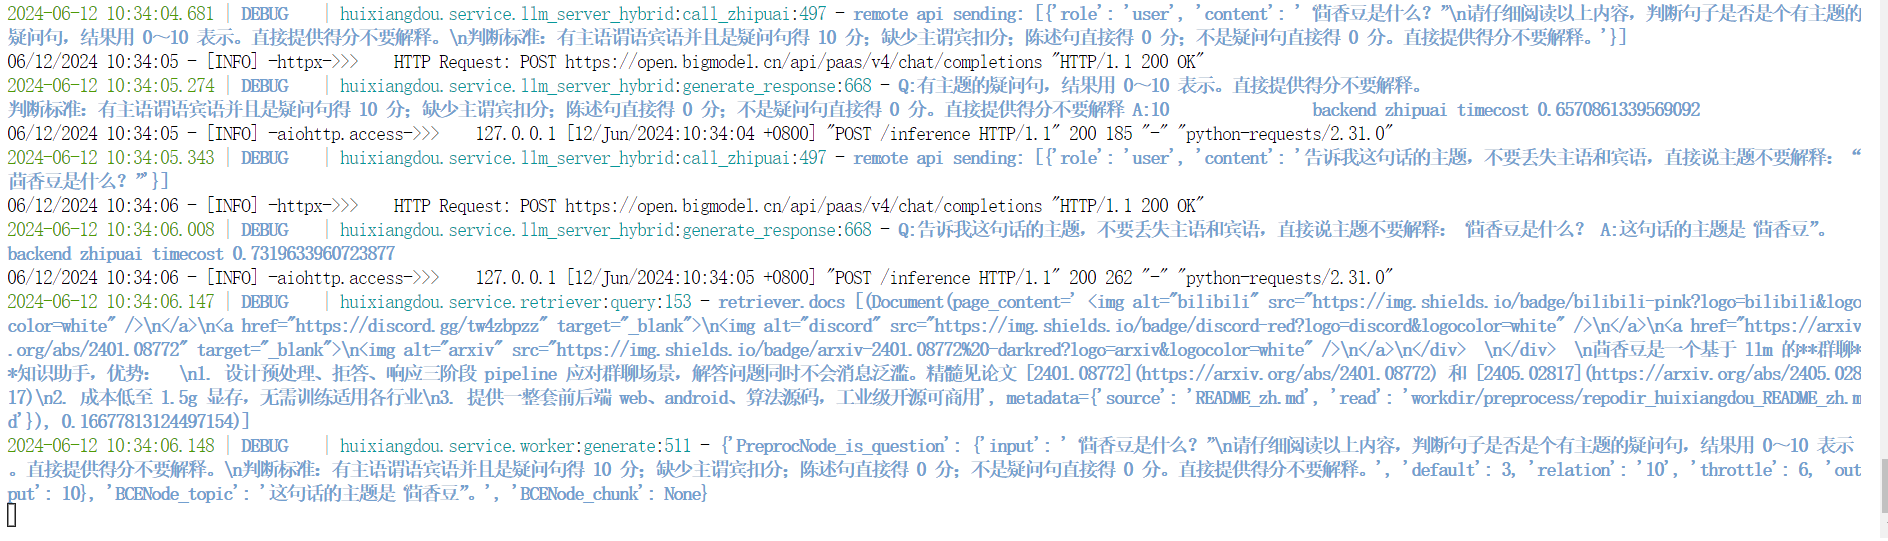 2024-06-12 10:34:04.681 | DEBUG    | huixiangdou.service.llm_server_hybrid:call_zhipuai:497 - remote api sending: [{'role': 'user', 'content': '“茴香豆是什么？”\n请仔细阅读以上内容，判断句子是否是个有主题的
疑问句，结果用 0～10 表示。直接提供得分不要解释。\n判断标准：有主语谓语宾语并且是疑问句得 10 分；缺少主谓宾扣分；陈述句直接得 0 分；不是疑问句直接得 0 分。直接提供得分不要解释。'}]
06/12/2024 10:34:05 - [INFO] -httpx->>>    HTTP Request: POST https://open.bigmodel.cn/api/paas/v4/chat/completions "HTTP/1.1 200 OK"
2024-06-12 10:34:05.274 | DEBUG    | huixiangdou.service.llm_server_hybrid:generate_response:668 - Q:有主题的疑问句，结果用 0～10 表示。直接提供得分不要解释。
判断标准：有主语谓语宾语并且是疑问句得 10 分；缺少主谓宾扣分；陈述句直接得 0 分；不是疑问句直接得 0 分。直接提供得分不要解释 A:10             backend zhipuai timecost 0.6570861339569092
06/12/2024 10:34:05 - [INFO] -aiohttp.access->>>    127.0.0.1 [12/Jun/2024:10:34:04 +0800] "POST /inference HTTP/1.1" 200 185 "-" "python-requests/2.31.0"
2024-06-12 10:34:05.343 | DEBUG    | huixiangdou.service.llm_server_hybrid:call_zhipuai:497 - remote api sending: [{'role': 'user', 'content': '告诉我这句话的主题，不要丢失主语和宾语，直接说主题不要解释：“
茴香豆是什么？”'}]
06/12/2024 10:34:06 - [INFO] -httpx->>>    HTTP Request: POST https://open.bigmodel.cn/api/paas/v4/chat/completions "HTTP/1.1 200 OK"
2024-06-12 10:34:06.008 | DEBUG    | huixiangdou.service.llm_server_hybrid:generate_response:668 - Q:告诉我这句话的主题，不要丢失主语和宾语，直接说主题不要解释：“茴香豆是什么？ A:这句话的主题是“茴香豆”。
backend zhipuai timecost 0.7319633960723877
06/12/2024 10:34:06 - [INFO] -aiohttp.access->>>    127.0.0.1 [12/Jun/2024:10:34:05 +0800] "POST /inference HTTP/1.1" 200 262 "-" "python-requests/2.31.0"
2024-06-12 10:34:06.147 | DEBUG    | huixiangdou.service.retriever:query:153 - retriever.docs [(Document(page_content=' <img alt="bilibili" src="https://img.shields.io/badge/bilibili-pink?logo=bilibili&logo
color=white" />\n</a>\n<a href="https://discord.gg/tw4zbpzz" target="_blank">\n<img alt="discord" src="https://img.shields.io/badge/discord-red?logo=discord&logocolor=white" />\n</a>\n<a href="https://arxiv
.org/abs/2401.08772" target="_blank">\n<img alt="arxiv" src="https://img.shields.io/badge/arxiv-2401.08772%20-darkred?logo=arxiv&logocolor=white" />\n</a>\n</div>  \n</div>  \n茴香豆是一个基于 llm 的**群聊*
*知识助手，优势：  \n1. 设计预处理、拒答、响应三阶段 pipeline 应对群聊场景，解答问题同时不会消息泛滥。精髓见论文 [2401.08772](https://arxiv.org/abs/2401.08772) 和 [2405.02817](https://arxiv.org/abs/2405.028
17)\n2. 成本低至 1.5g 显存，无需训练适用各行业\n3. 提供一整套前后端 web、android、算法源码，工业级开源可商用', metadata={'source': 'README_zh.md', 'read': 'workdir/preprocess/repodir_huixiangdou_README_zh.m
d'}), 0.16677813124497154)]
2024-06-12 10:34:06.148 | DEBUG    | huixiangdou.service.worker:generate:511 - {'PreprocNode_is_question': {'input': '“茴香豆是什么？”\n请仔细阅读以上内容，判断句子是否是个有主题的疑问句，结果用 0～10 表示
。直接提供得分不要解释。\n判断标准：有主语谓语宾语并且是疑问句得 10 分；缺少主谓宾扣分；陈述句直接得 0 分；不是疑问句直接得 0 分。直接提供得分不要解释。', 'default': 3, 'relation': '10', 'throttle': 6, 'out
put': 10}, 'BCENode_topic': '这句话的主题是“茴香豆”。', 'BCENode_chunk': None}